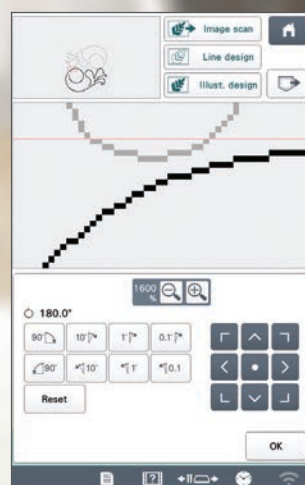 Image scan
Line design
Illust. design
1600
%
180.0°
90° 10° 1° 0.1°
90° 10° 1° 0.1
Reset
OK